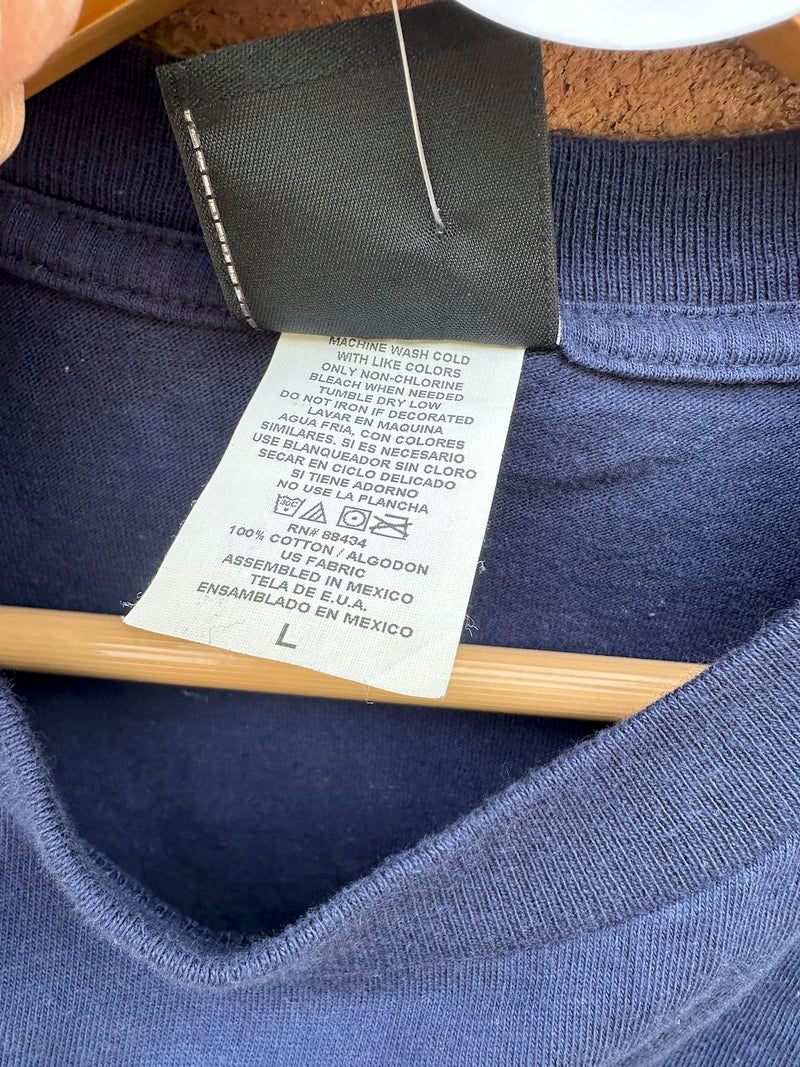 MACHINE WASH COLD
WITH LIKE COLORS
ONLY NON-CHLORINE
BLEACH WHEN NEEDED
TUMBLE DRY LOW
DO NOT IRON IF DECORATED
LAVAR EN MAQUINA
AGUA FRIA, CON COLORES
SIMILARES. SI ES NECESARIO
USE BLANQUEADOR SIN CLORO
SECAR EN CICLO DELICADO
SI TIENE ADORNO
NO USE LA PLANCHA
30C
RN# 88434
100% COTTON / ALGODON
US FABRIC
ASSEMBLED IN MEXICO
TELA DE E.U.A.
ENSAMBLADO EN MEXICO
L